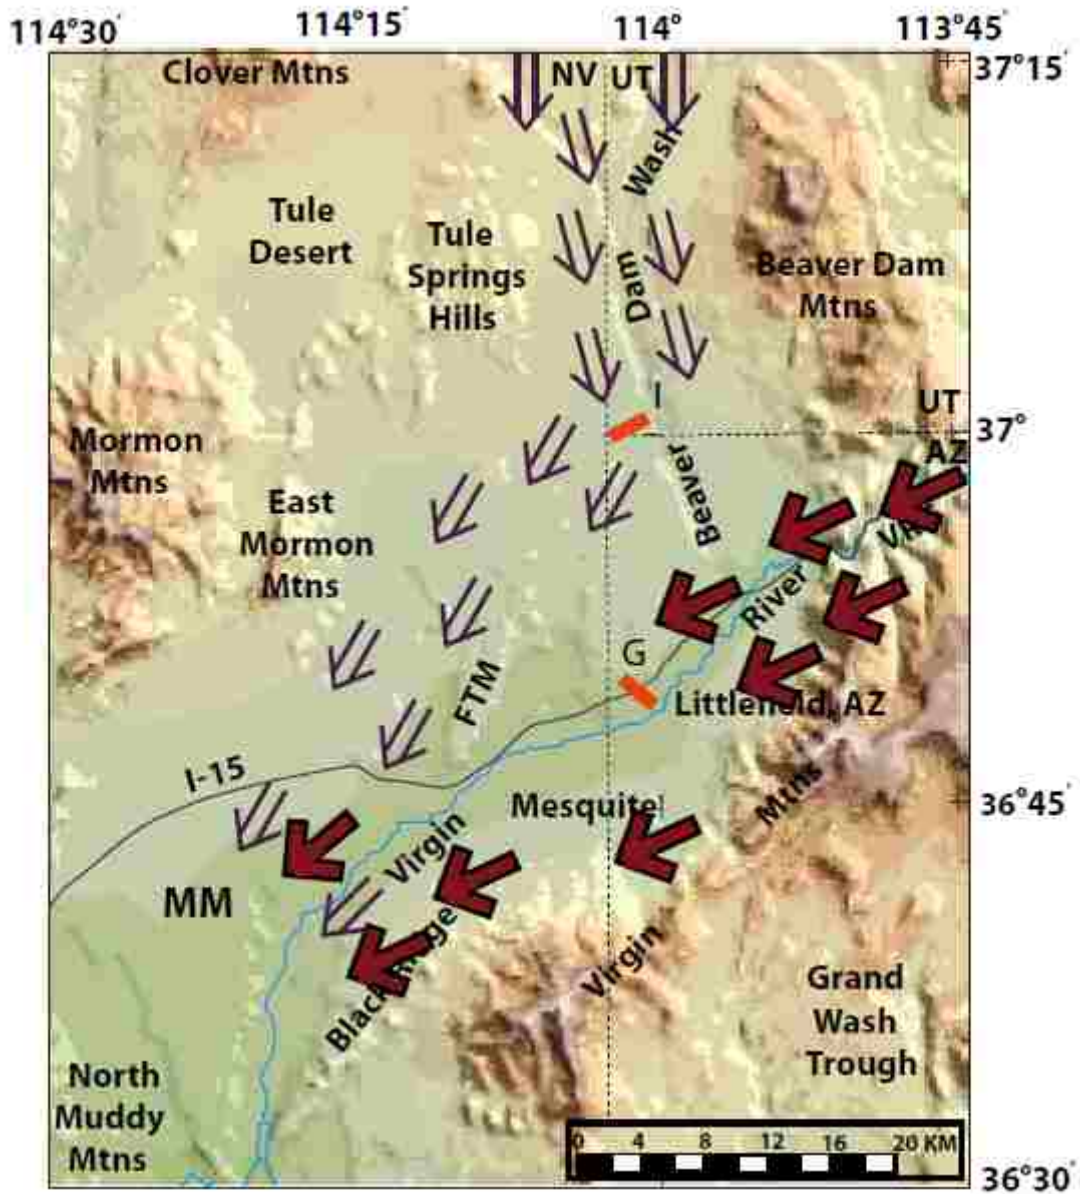 114°30′ 114°15′ 114° 113°45′
37°15′
Clover Mtns
NV UT
Wash
Tule
Desert
Tule
Springs
Hills
Dam
Beaver Dam
Mtns
I
UT
37°
AZ
Mormon
Mtns
East
Mormon
Mtns
Beaver
River
G
Littlefield, AZ
FTM
I-15
Mesquite
36°45′
Mtns
Virgin
MM
Black Ridge
Virgin
Grand
Wash
Trough
North
Muddy
Mtns
0 4 8 12 16 20 KM
36°30′